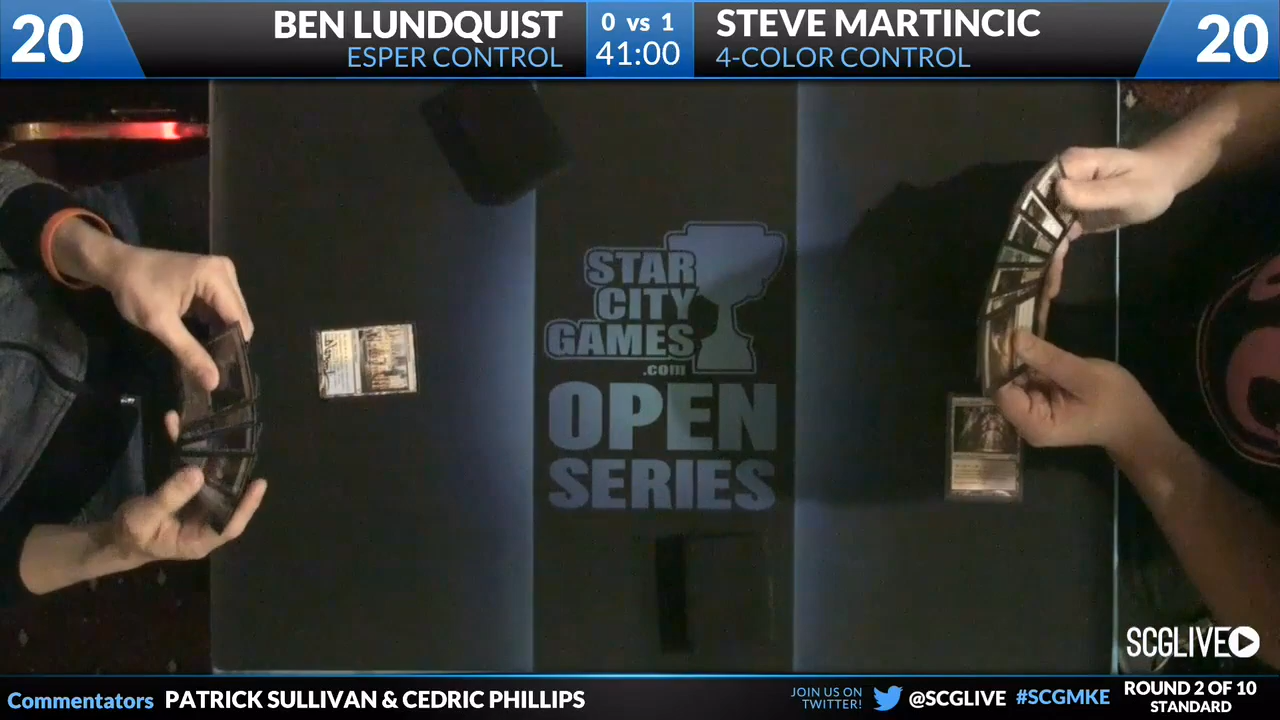 20
BEN LUNDQUIST
ESPER CONTROL
0 vs 1
41:00
STEVE MARTINCIC
4-COLOR CONTROL
20
STAR
CITY
GAMES
.com
OPEN
SERIES
SCGLIVE
Commentators PATRICK SULLIVAN & CEDRIC PHILLIPS
JOIN US ON
TWITTER!
@SCGLIVE #SCGMKE
ROUND 2 OF 10
STANDARD